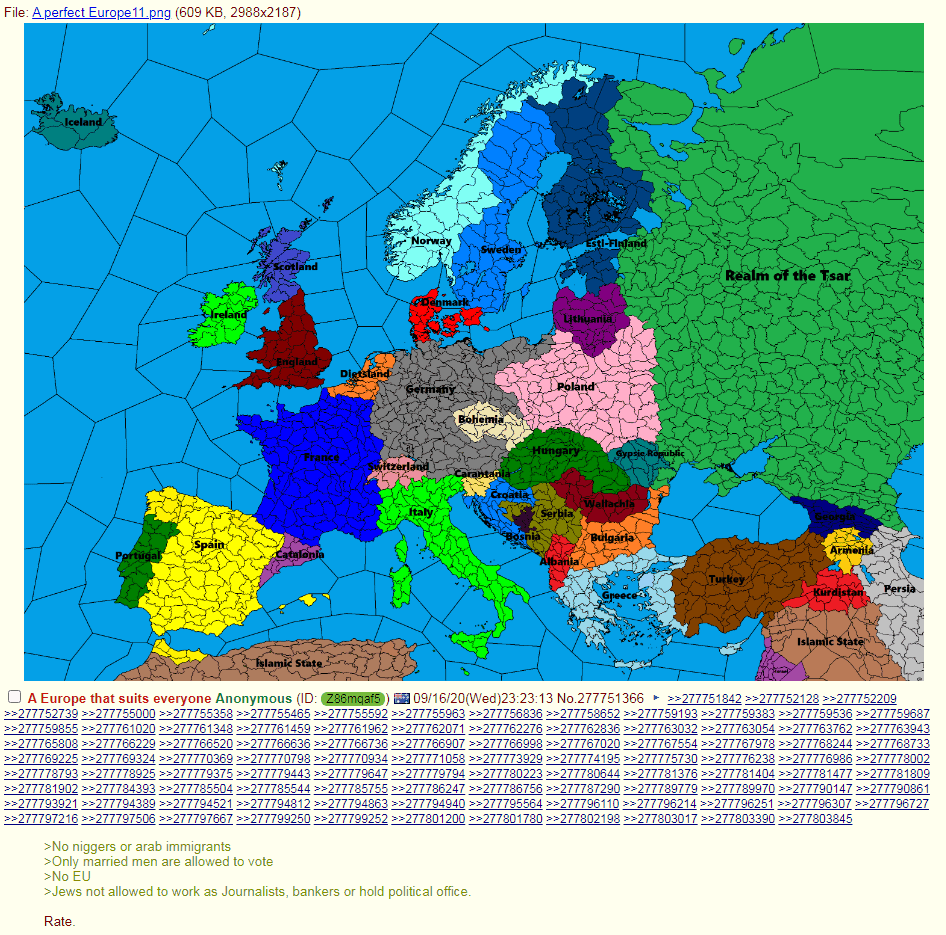 File: A perfect Europe11.png (609 KB, 2988x2187)
Iceland
Norway
Sweden
Esti-Finland
Scotland
Realm of the Tsar
Denmark
Ireland
Lithuania
England
Dietsland
Germany
Poland
Bohemia
France
Hungary
Gypsie Republic
Switzerland
Carantania
Croatia
Wallachia
Italy
Serbia
Georgia
Spain
Bosnia
Bulgaria
Portugal
Catalonia
Armenia
Albania
Turkey
Greece
Kurdistan
Persia
Islamic State
Islamic State
A Europe that suits everyone Anonymous (ID: Z86mqaf5) 09/16/20(Wed)23:23:13 No.277751366 ▸ >>277751842 >>277752128 >>277752209
>>277752739 >>277755000 >>277755358 >>277755465 >>277755592 >>277755963 >>277756836 >>277758652 >>277759193 >>277759383 >>277759536 >>277759687
>>277759855 >>277761020 >>277761348 >>277761459 >>277761962 >>277762071 >>277762276 >>277762836 >>277763032 >>277763054 >>277763762 >>277763943
>>277765808 >>277766229 >>277766520 >>277766636 >>277766736 >>277766907 >>277766998 >>277767020 >>277767554 >>277767978 >>277768244 >>277768733
>>277769225 >>277769324 >>277770369 >>277770798 >>277770934 >>277771058 >>277773929 >>277774195 >>277775730 >>277776238 >>277776986 >>277778002
>>277778793 >>277778925 >>277779375 >>277779443 >>277779647 >>277779794 >>277780223 >>277780644 >>277781376 >>277781404 >>277781477 >>277781809
>>277781902 >>277784393 >>277785504 >>277785544 >>277785755 >>277786247 >>277786756 >>277787290 >>277789779 >>277789970 >>277790147 >>277790861
>>277793921 >>277794389 >>277794521 >>277794812 >>277794863 >>277794940 >>277795564 >>277796110 >>277796214 >>277796251 >>277796307 >>277796727
>>277797216 >>277797506 >>277797667 >>277799250 >>277799252 >>277801200 >>277801780 >>277802198 >>277803017 >>277803390 >>277803845
>No niggers or arab immigrants
>Only married men are allowed to vote
>No EU
>Jews not allowed to work as Journalists, bankers or hold political office.
Rate.